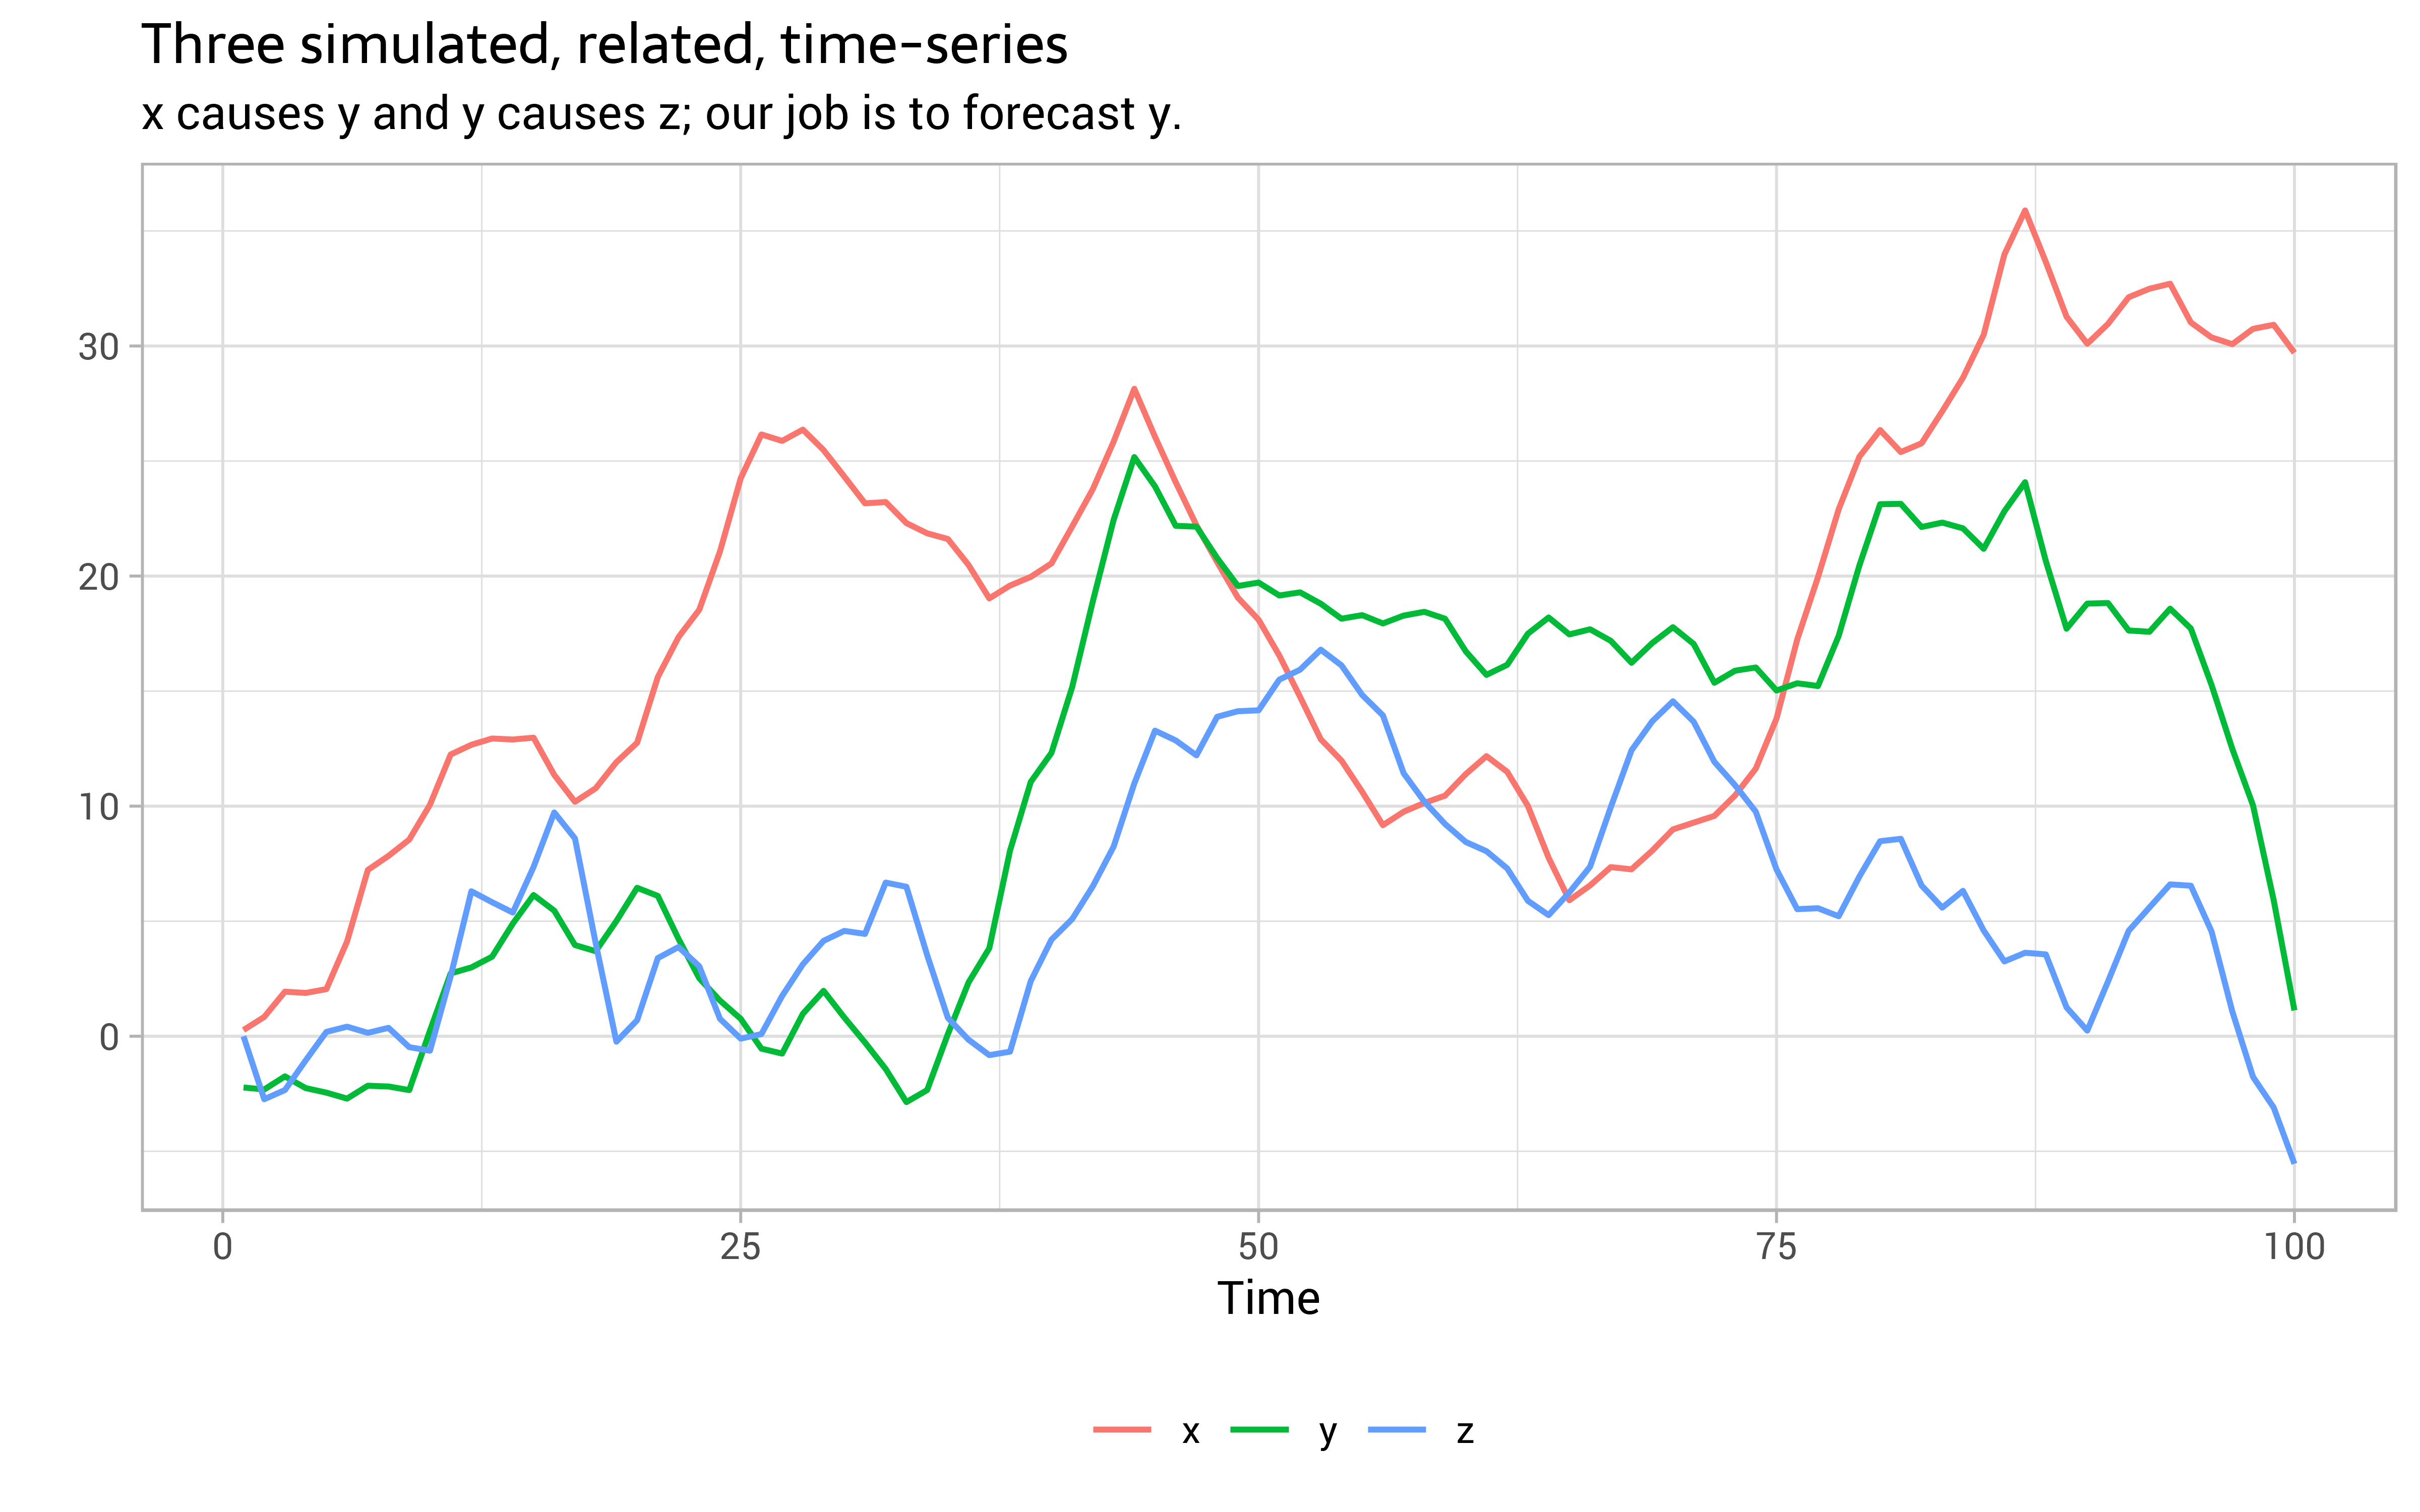 Three simulated, related, time-series
x causes y and y causes z; our job is to forecast y.
30
20
10
0
0 25 50 75 100
Time
x y z